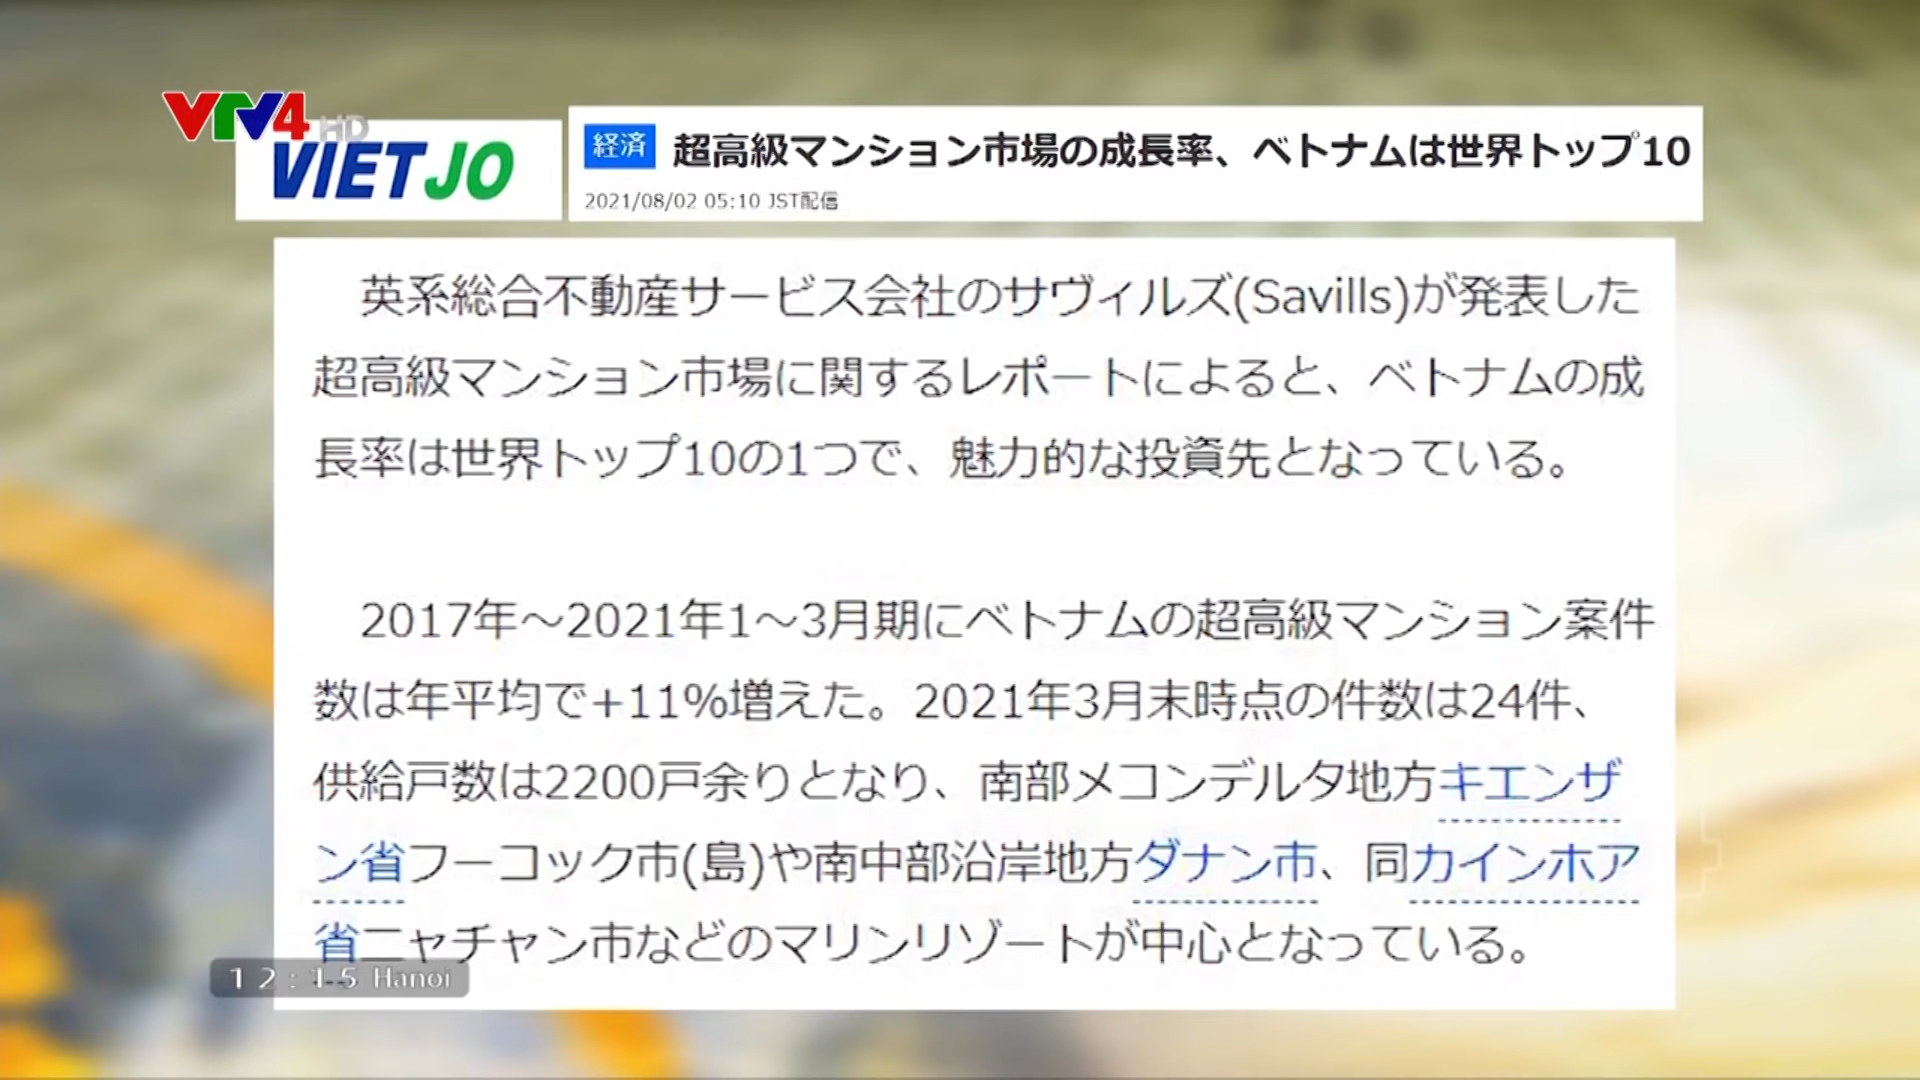 VTV4 HD
VIETJO
経済 超高級マンション市場の成長率、ベトナムは世界トップ10
2021/08/02 05:10 JST配信
英系総合不動産サービス会社のサヴィルズ(Savills)が発表した
超高級マンション市場に関するレポートによると、ベトナムの成
長率は世界トップ10の1つで、魅力的な投資先となっている。
2017年～2021年1～3月期にベトナムの超高級マンション案件
数は年平均で+11%増えた。2021年3月末時点の件数は24件、
供給戸数は2200戸余りとなり、南部メコンデルタ地方キエンザ
ン省フーコック市(島)や南中部沿岸地方ダナン市、同カインホア
省ニャチャン市などのマリンリゾートが中心となっている。
12:15 Hanoi